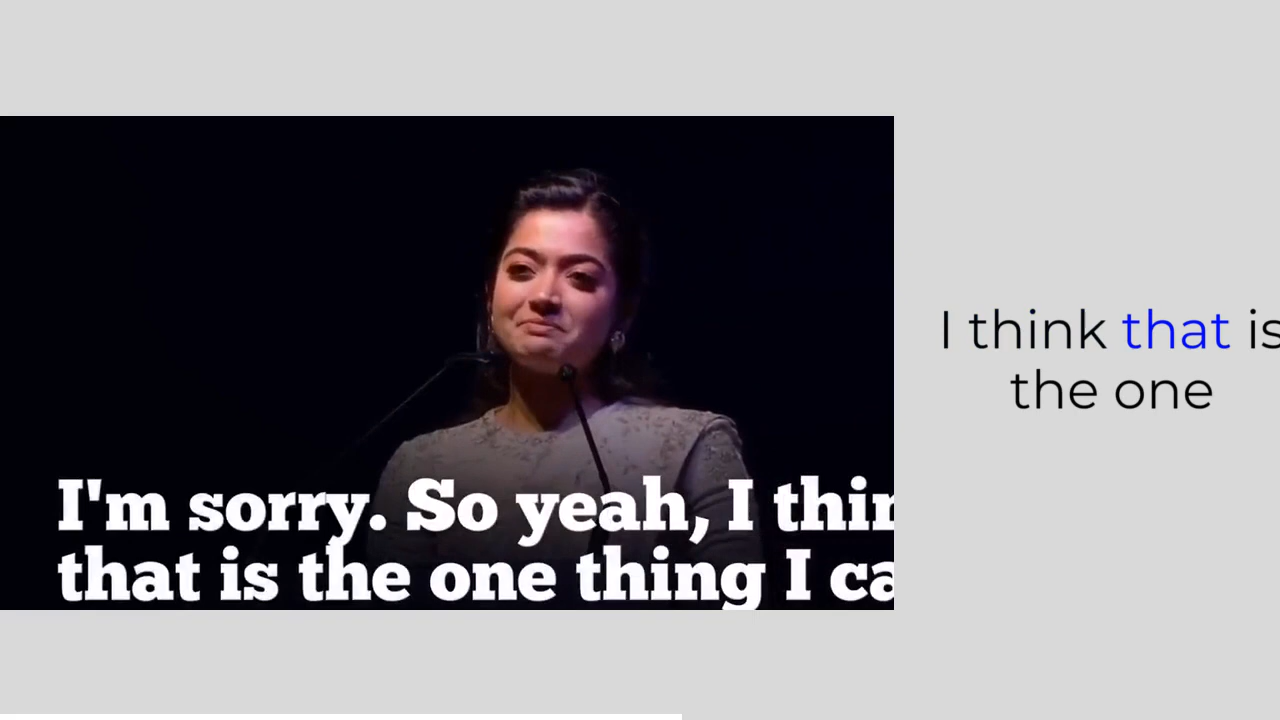 I'm sorry. So yeah, I thin
that is the one thing I ca
I think that is
the one